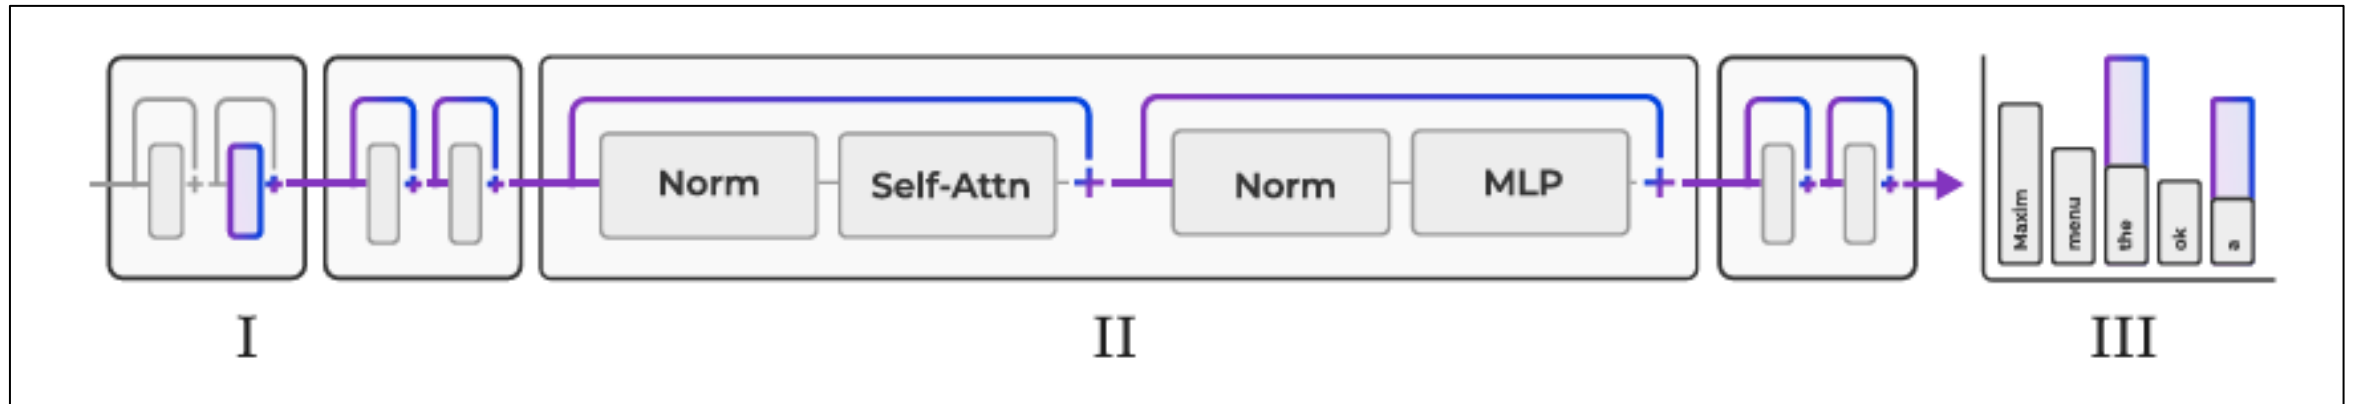 Norm Self-Attn Norm MLP
Maxim menu the ok a
I II III